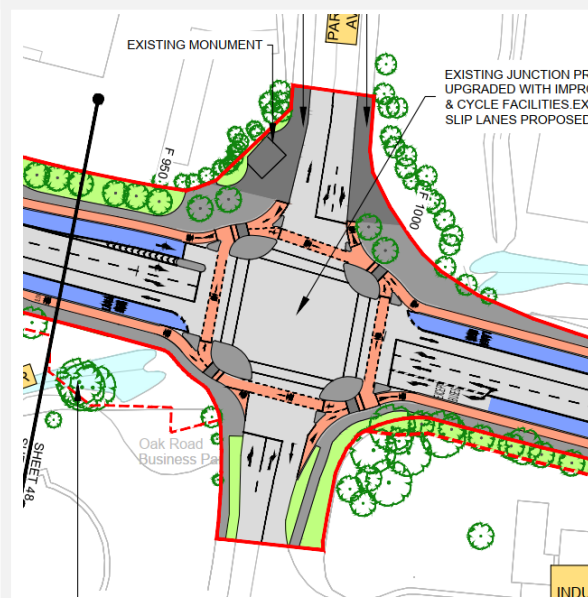 PAR
AV
EXISTING MONUMENT
EXISTING JUNCTION PR
UPGRADED WITH IMPRO
& CYCLE FACILITIES.EX
SLIP LANES PROPOSED
F 950
F 1000
Oak Road
Business Pa
SHEET 48
INDU